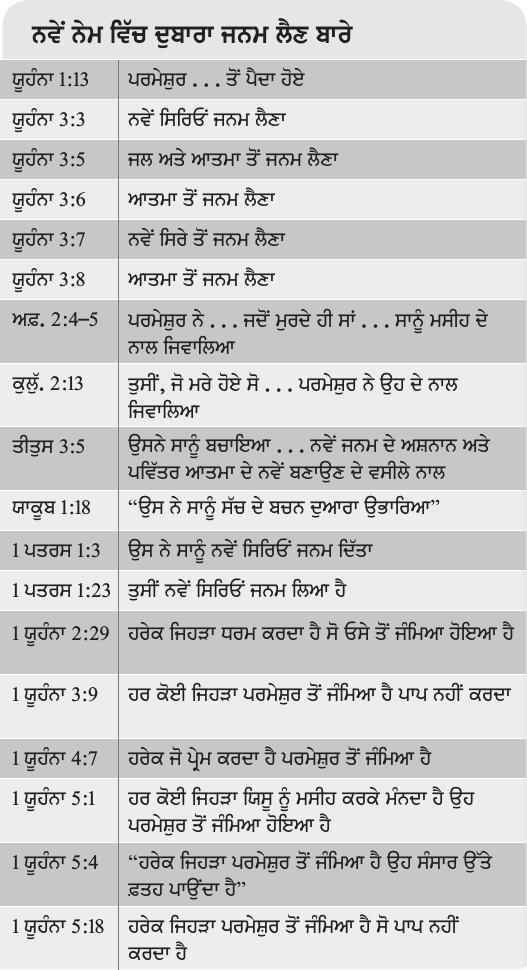 ਨਵੇਂ ਨੇਮ ਵਿੱਚ ਦੁਬਾਰਾ ਜਨਮ ਲੈਣ ਬਾਰੇ
ਯੂਹੰਨਾ 1:13 ਪਰਮੇਸ਼ੁਰ . . . ਤੋਂ ਪੈਦਾ ਹੋਏ
ਯੂਹੰਨਾ 3:3 ਨਵੇਂ ਸਿਰਿਓਂ ਜਨਮ ਲੈਣਾ
ਯੂਹੰਨਾ 3:5 ਜਲ ਅਤੇ ਆਤਮਾ ਤੋਂ ਜਨਮ ਲੈਣਾ
ਯੂਹੰਨਾ 3:6 ਆਤਮਾ ਤੋਂ ਜਨਮ ਲੈਣਾ
ਯੂਹੰਨਾ 3:7 ਨਵੇਂ ਸਿਰੇ ਤੋਂ ਜਨਮ ਲੈਣਾ
ਯੂਹੰਨਾ 3:8 ਆਤਮਾ ਤੋਂ ਜਨਮ ਲੈਣਾ
ਅਫ਼. 2:4–5 ਪਰਮੇਸ਼ੁਰ ਨੇ . . . ਜਦੋਂ ਮੁਰਦੇ ਹੀ ਸਾਂ . . . ਸਾਨੂੰ ਮਸੀਹ ਦੇ
ਨਾਲ ਜਿਵਾਲਿਆ
ਕੁਲੁੱ. 2:13 ਤੁਸੀਂ, ਜੋ ਮਰੇ ਹੋਏ ਸੋ . . . ਪਰਮੇਸ਼ੁਰ ਨੇ ਉਹ ਦੇ ਨਾਲ
ਜਿਵਾਲਿਆ
ਤੀਤੁਸ 3:5 ਉਸਨੇ ਸਾਨੂੰ ਬਚਾਇਆ . . . ਨਵੇਂ ਜਨਮ ਦੇ ਅਸ਼ਨਾਨ ਅਤੇ
ਪਵਿੱਤਰ ਆਤਮਾ ਦੇ ਨਵੇਂ ਬਣਾਉਣ ਦੇ ਵਸੀਲੇ ਨਾਲ
ਯਾਕੂਬ 1:18 “ਉਸ ਨੇ ਸਾਨੂੰ ਸੱਚ ਦੇ ਬਚਨ ਦੁਆਰਾ ਉਭਾਰਿਆ”
1 ਪਤਰਸ 1:3 ਉਸ ਨੇ ਸਾਨੂੰ ਨਵੇਂ ਸਿਰਿਓਂ ਜਨਮ ਦਿੱਤਾ
1 ਪਤਰਸ 1:23 ਤੁਸੀਂ ਨਵੇਂ ਸਿਰਿਓਂ ਜਨਮ ਲਿਆ ਹੈ
1 ਯੂਹੰਨਾ 2:29 ਹਰੇਕ ਜਿਹੜਾ ਧਰਮ ਕਰਦਾ ਹੈ ਸੋ ਓਸੇ ਤੋਂ ਜੰਮਿਆ ਹੋਇਆ ਹੈ
1 ਯੂਹੰਨਾ 3:9 ਹਰ ਕੋਈ ਜਿਹੜਾ ਪਰਮੇਸ਼ੁਰ ਤੋਂ ਜੰਮਿਆ ਹੈ ਪਾਪ ਨਹੀਂ ਕਰਦਾ
1 ਯੂਹੰਨਾ 4:7 ਹਰੇਕ ਜੋ ਪ੍ਰੇਮ ਕਰਦਾ ਹੈ ਪਰਮੇਸ਼ੁਰ ਤੋਂ ਜੰਮਿਆ ਹੈ
1 ਯੂਹੰਨਾ 5:1 ਹਰ ਕੋਈ ਜਿਹੜਾ ਯਿਸੂ ਨੂੰ ਮਸੀਹ ਕਰਕੇ ਮੰਨਦਾ ਹੈ ਉਹ
ਪਰਮੇਸ਼ੁਰ ਤੋਂ ਜੰਮਿਆ ਹੋਇਆ ਹੈ
1 ਯੂਹੰਨਾ 5:4 “ਹਰੇਕ ਜਿਹੜਾ ਪਰਮੇਸ਼ੁਰ ਤੋਂ ਜੰਮਿਆ ਹੈ ਉਹ ਸੰਸਾਰ ਉੱਤੇ
ਫ਼ਤਹ ਪਾਉਂਦਾ ਹੈ”
1 ਯੂਹੰਨਾ 5:18 ਹਰੇਕ ਜਿਹੜਾ ਪਰਮੇਸ਼ੁਰ ਤੋਂ ਜੰਮਿਆ ਹੈ ਸੋ ਪਾਪ ਨਹੀਂ
ਕਰਦਾ ਹੈ